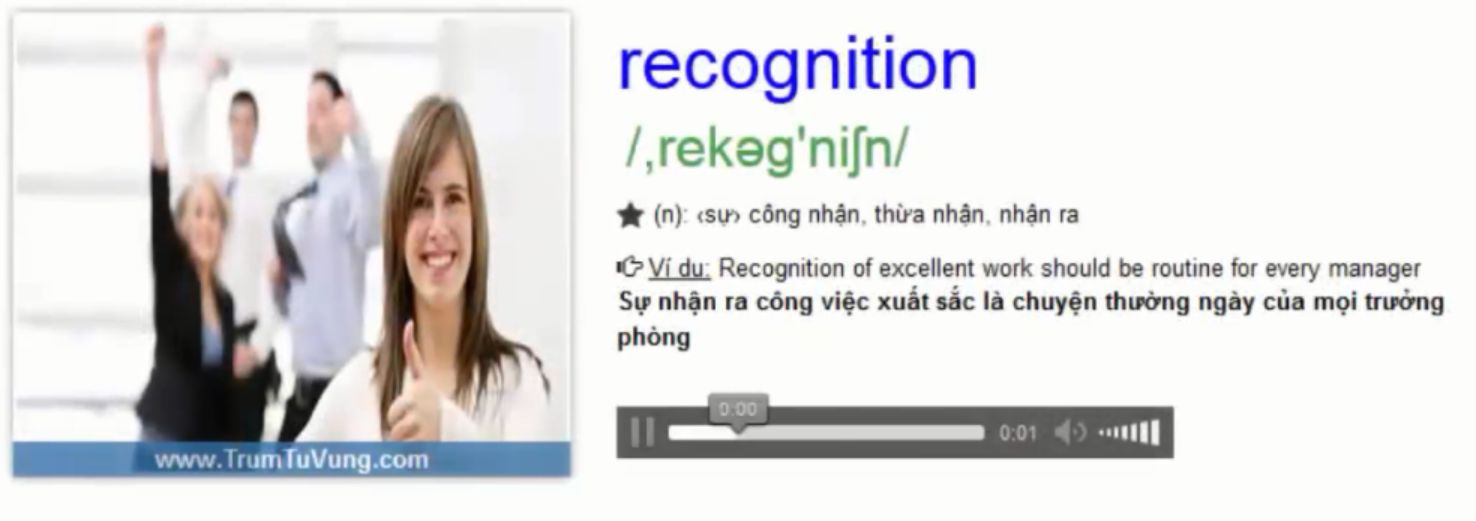 recognition
/,rekəg'niʃn/
(n): ‹sự› công nhận, thừa nhận, nhận ra
Ví dụ: Recognition of excellent work should be routine for every manager
Sự nhận ra công việc xuất sắc là chuyện thường ngày của mọi trưởng
phòng
0:00
0:01
www.TrumTuVung.com